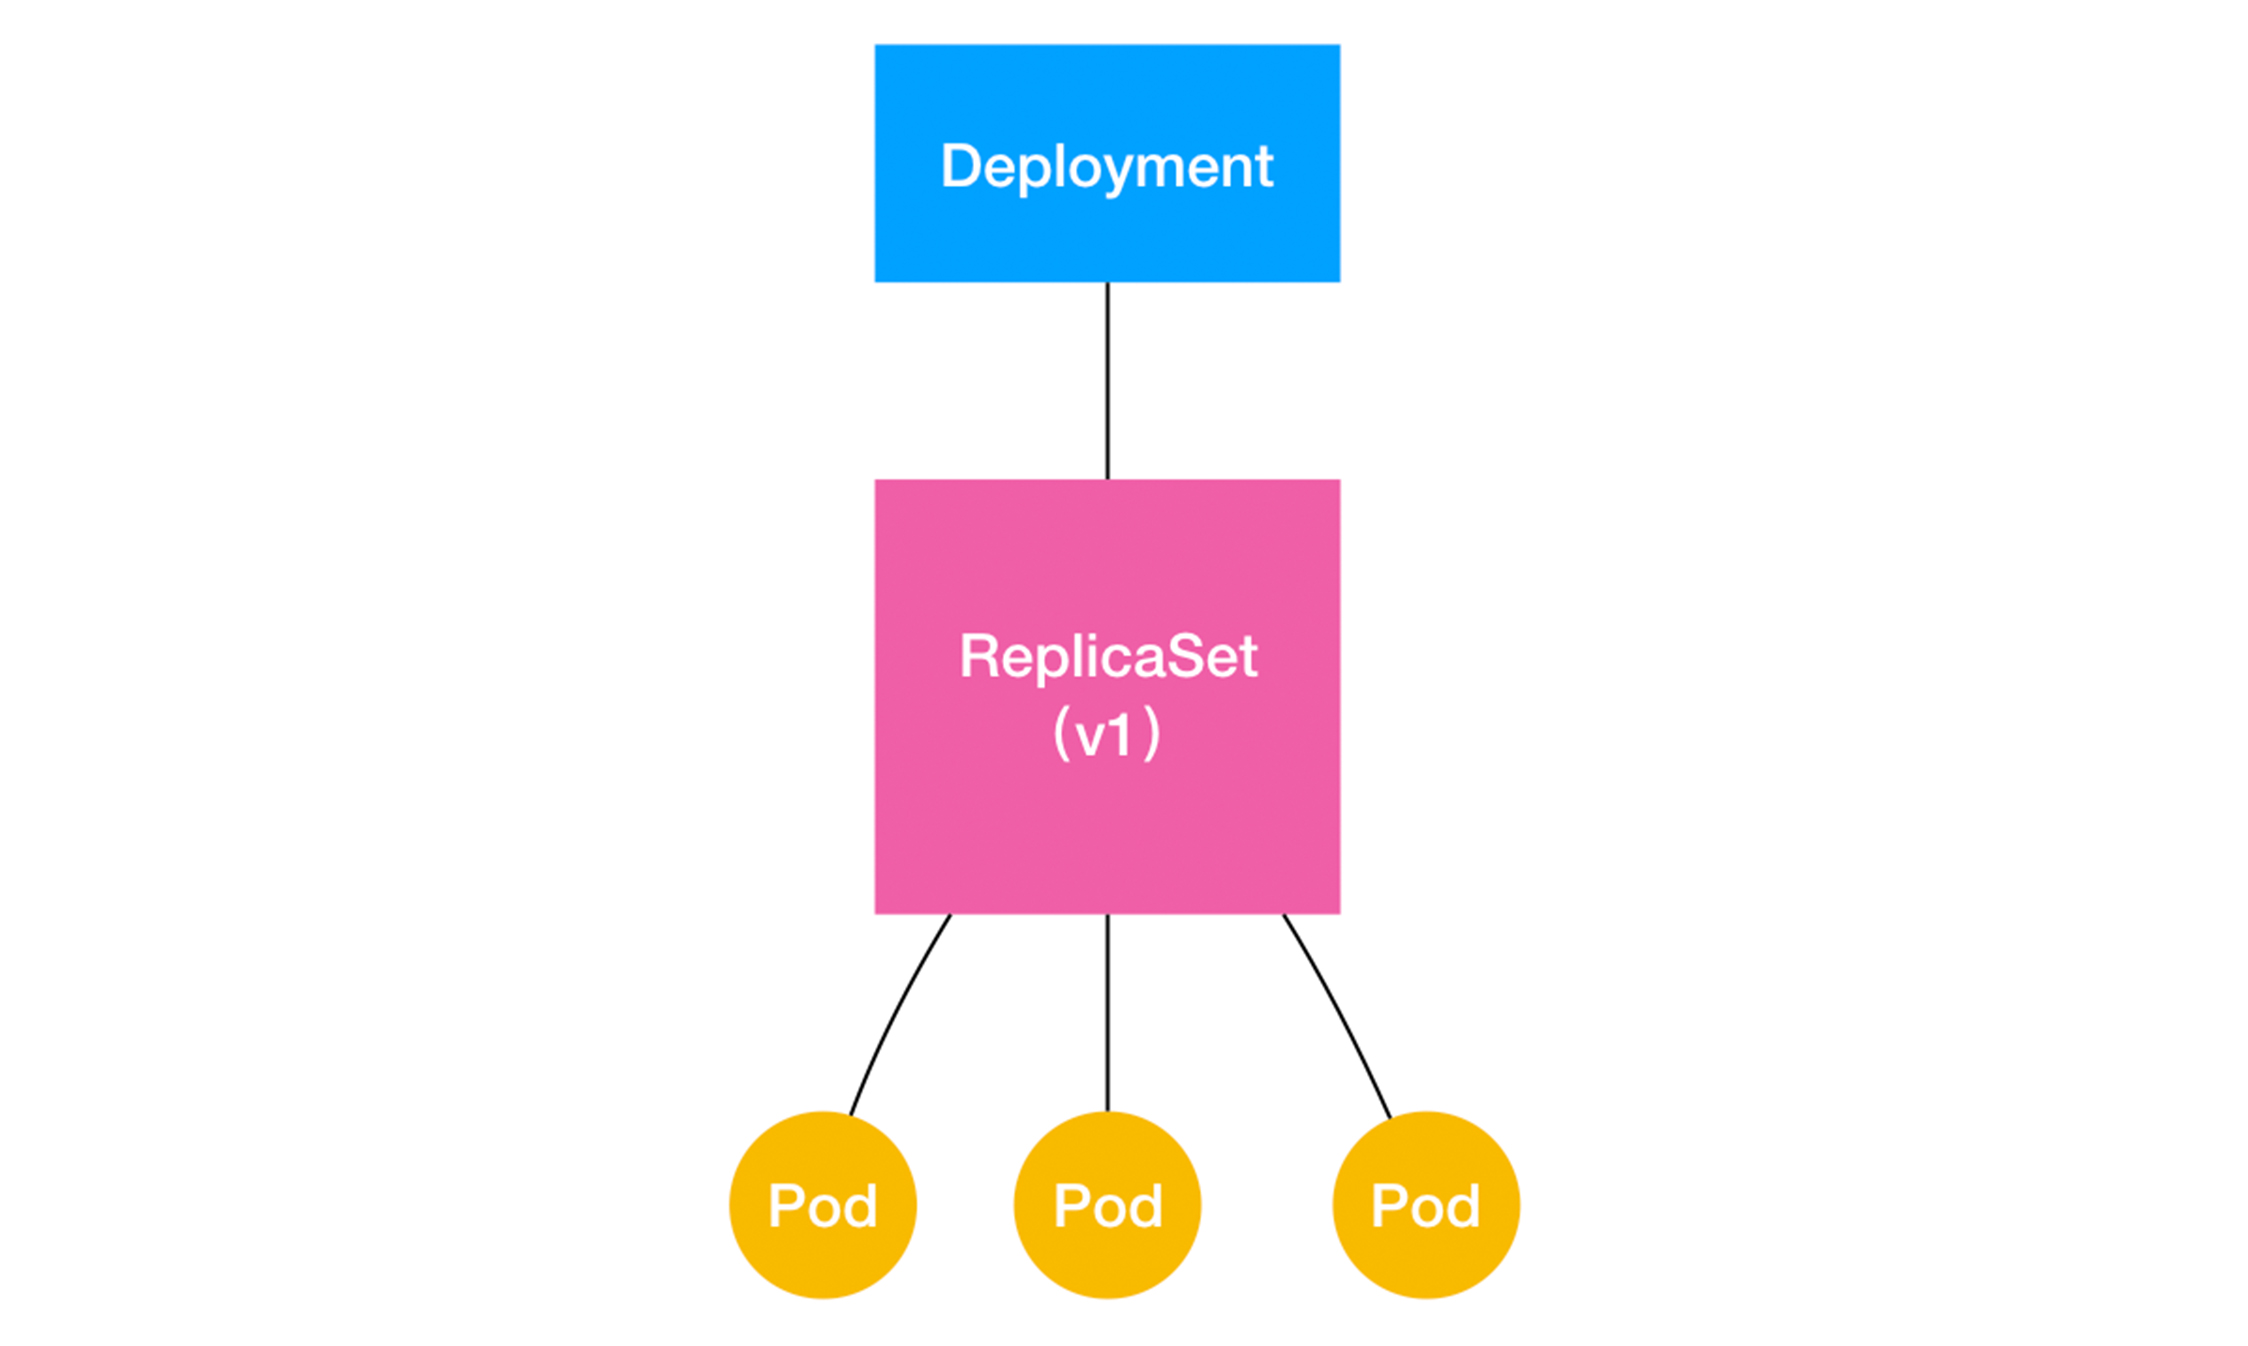 Deployment
ReplicaSet
(v1)
Pod
Pod
Pod